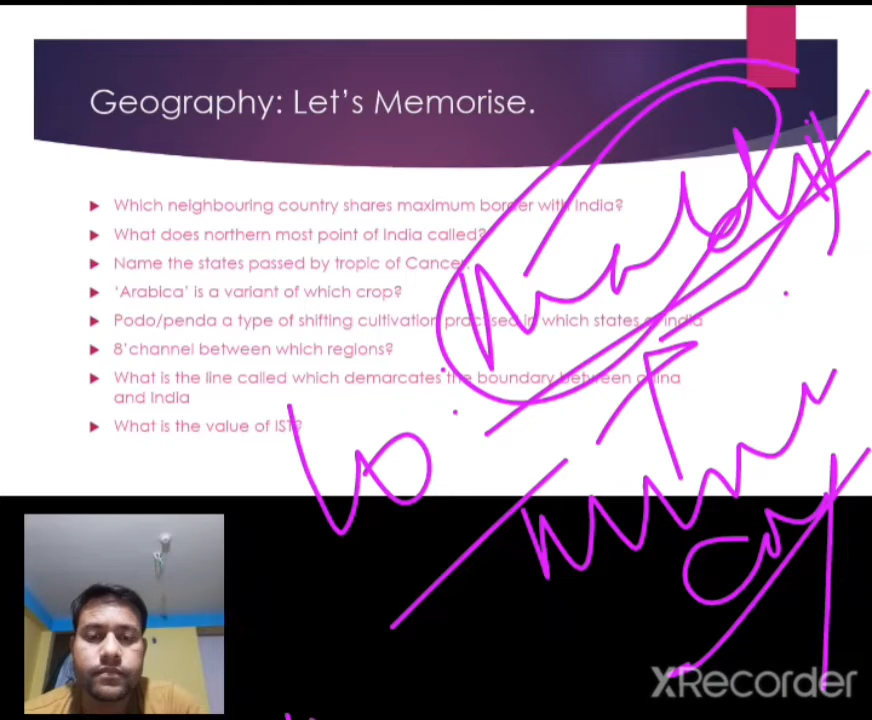 Geography: Let's Memorise.
Which neighbouring country shares maximum border with India?
What does northern most point of India called?
Name the states passed by tropic of Cancer.
'Arabica' is a variant of which crop?
Podo/penda a type of shifting cultivation practised in which states of India
8'channel between which regions?
What is the line called which demarcates the boundary between china
and India
What is the value of IST?
XRecorder